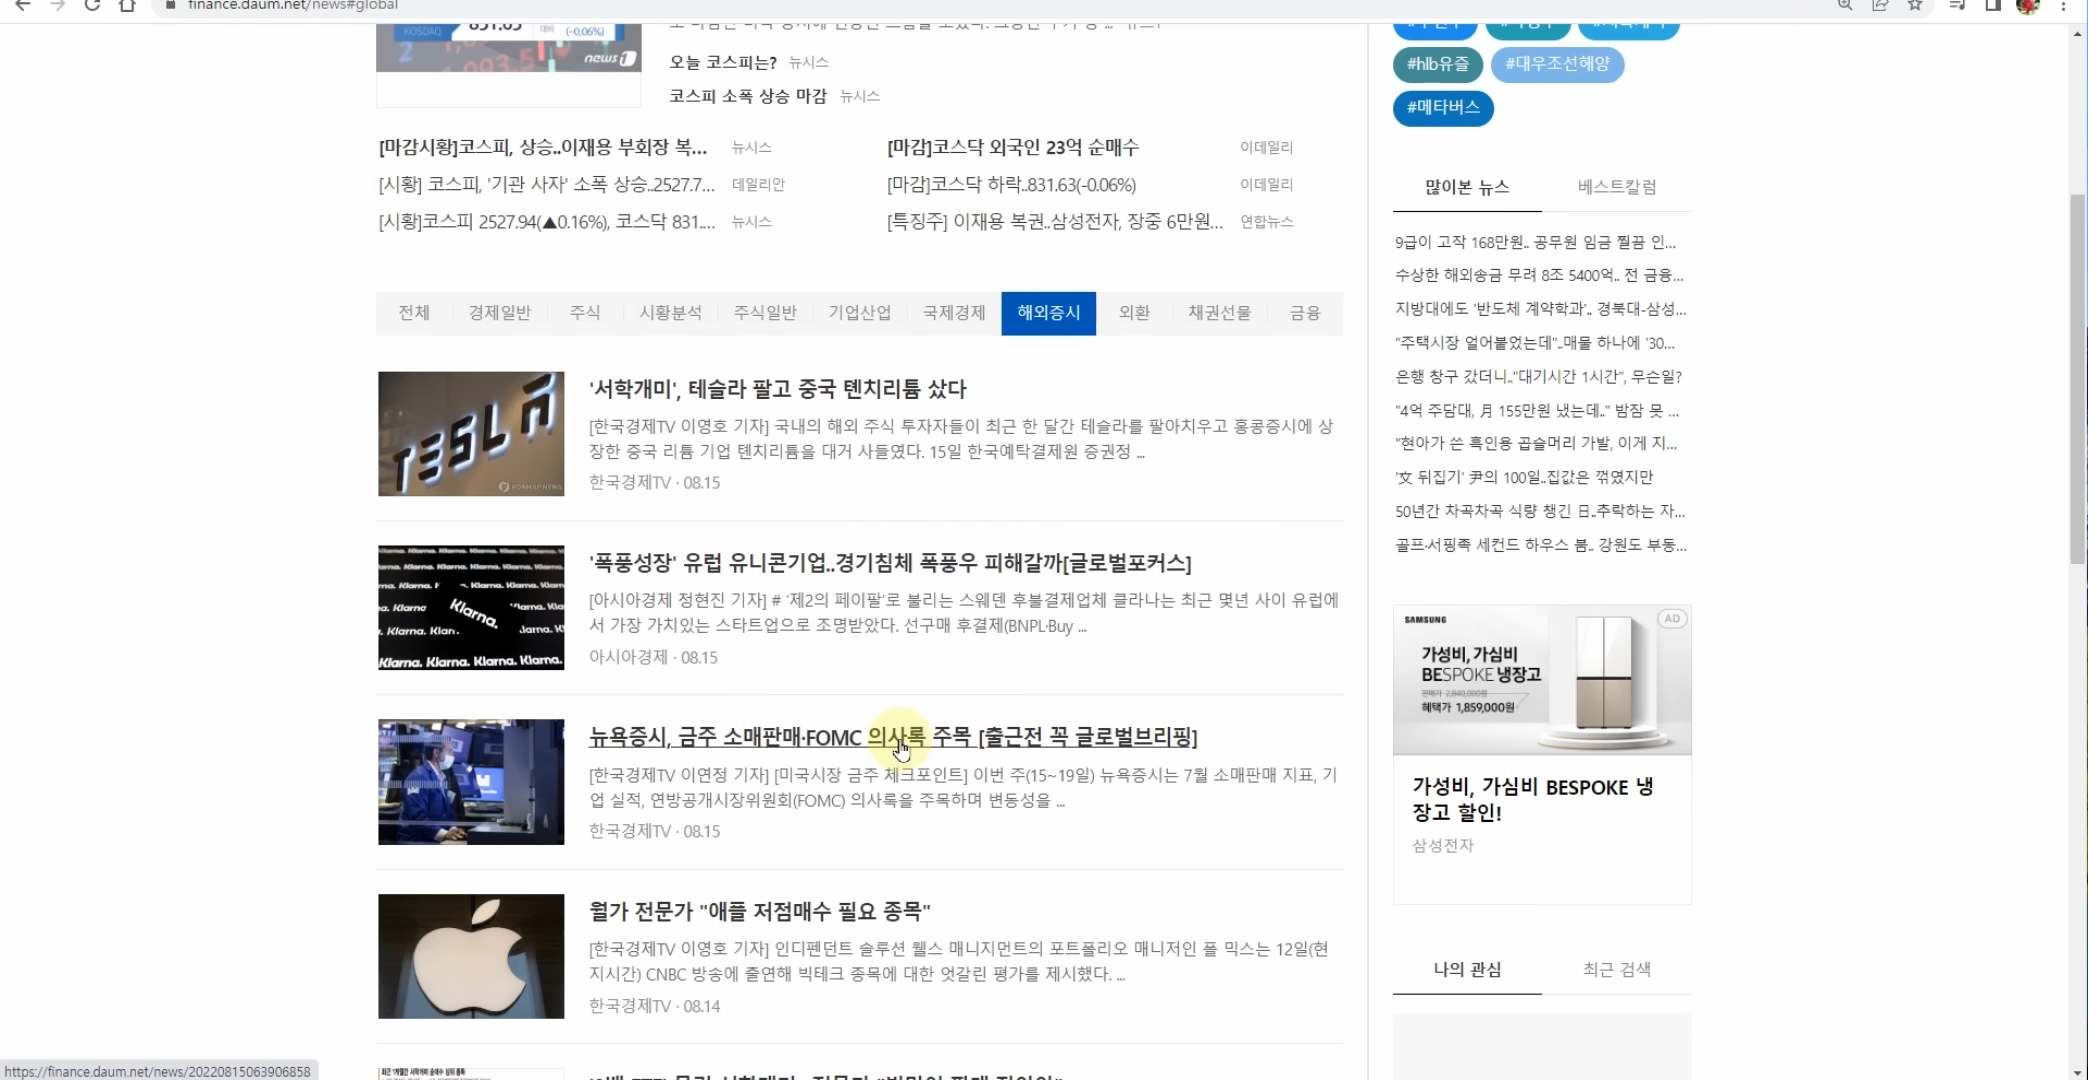 finance.daum.net/news#global
KOSDAQ 831.63 (-0.06%)
news1
오늘 코스피는? 뉴시스
코스피 소폭 상승 마감 뉴시스
[마감시황]코스피, 상승..이재용 부회장 복... 뉴시스
[시황] 코스피, '기관 사자' 소폭 상승..2527.7... 데일리안
[시황]코스피 2527.94(▲0.16%), 코스닥 831.... 뉴시스
[마감]코스닥 외국인 23억 순매수 이데일리
[마감]코스닥 하락..831.63(-0.06%) 이데일리
[특징주] 이재용 복권..삼성전자, 장중 6만원... 연합뉴스
전체 경제일반 주식 시황분석 주식일반 기업산업 국제경제 해외증시 외환 채권선물 금융
TESLA
YONHAP NEWS
'서학개미', 테슬라 팔고 중국 톈치리튬 샀다
[한국경제TV 이영호 기자] 국내의 해외 주식 투자자들이 최근 한 달간 테슬라를 팔아치우고 홍콩증시에 상
장한 중국 리튬 기업 톈치리튬을 대거 사들였다. 15일 한국예탁결제원 증권정 ...
한국경제TV · 08.15
Klarna.
Klarna. Klarna. Klarna. Klarna.
'폭풍성장' 유럽 유니콘기업..경기침체 폭풍우 피해갈까[글로벌포커스]
[아시아경제 정현진 기자] # '제2의 페이팔'로 불리는 스웨덴 후불결제업체 클라나는 최근 몇년 사이 유럽에
서 가장 가치있는 스타트업으로 조명받았다. 선구매 후결제(BNPL·Buy ...
아시아경제 · 08.15
뉴욕증시, 금주 소매판매·FOMC 의사록 주목 [출근전 꼭 글로벌브리핑]
[한국경제TV 이연정 기자] [미국시장 금주 체크포인트] 이번 주(15~19일) 뉴욕증시는 7월 소매판매 지표, 기
업 실적, 연방공개시장위원회(FOMC) 의사록을 주목하며 변동성을 ...
한국경제TV · 08.15
월가 전문가 "애플 저점매수 필요 종목"
[한국경제TV 이영호 기자] 인디펜던트 솔루션 웰스 매니지먼트의 포트폴리오 매니저인 폴 믹스는 12일(현
지시간) CNBC 방송에 출연해 빅테크 종목에 대한 엇갈린 평가를 제시했다. ...
한국경제TV · 08.14
#hlb유즐 #대우조선해양
#메타버스
많이본 뉴스 베스트칼럼
9급이 고작 168만원.. 공무원 임금 찔끔 인...
수상한 해외송금 무려 8조 5400억.. 전 금융...
지방대에도 '반도체 계약학과'.. 경북대-삼성...
"주택시장 얼어붙었는데"..매물 하나에 '30...
은행 창구 갔더니.."대기시간 1시간", 무슨일?
"4억 주담대, 月 155만원 냈는데.." 밤잠 못 ...
"현아가 쓴 흑인용 곱슬머리 가발, 이게 지...
'文 뒤집기' 尹의 100일..집값은 꺾였지만
50년간 차곡차곡 식량 챙긴 日..추락하는 자...
골프·서핑족 세컨드 하우스 붐.. 강원도 부동...
SAMSUNG
AD
가성비, 가심비
BESPOKE 냉장고
판매가 2,840,000원
혜택가 1,859,000원
가성비, 가심비 BESPOKE 냉
장고 할인!
삼성전자
나의 관심 최근 검색
https://finance.daum.net/news/20220815063906858